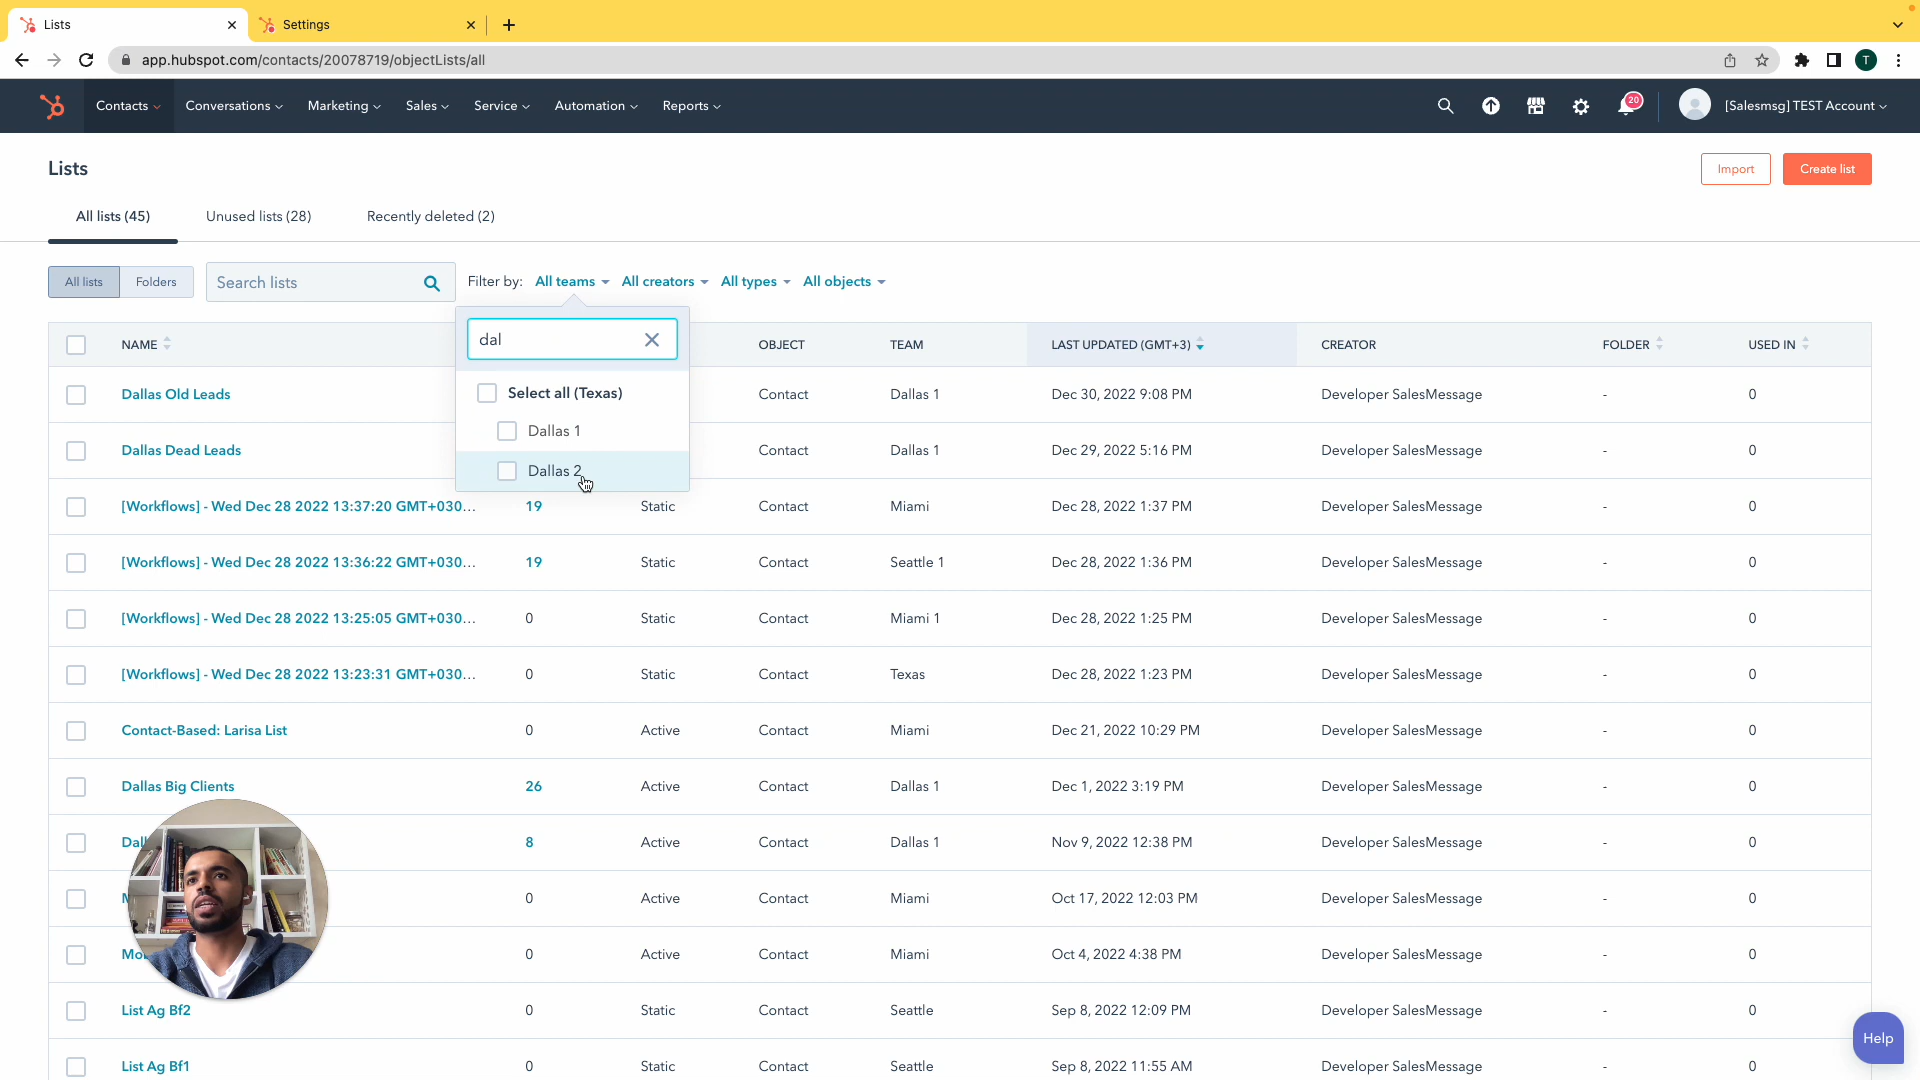 Lists
Settings
app.hubspot.com/contacts/20078719/objectLists/all
T
Contacts
Conversations
Marketing
Sales
Service
Automation
Reports
20
[Salesmsg] TEST Account
Lists
Import
Create list
All lists (45)
Unused lists (28)
Recently deleted (2)
All lists
Folders
Search lists
Filter by:
All teams
All creators
All types
All objects
dal
Select all (Texas)
Dallas 1
Dallas 2
NAME OBJECT TEAM LAST UPDATED (GMT+3) CREATOR FOLDER USED IN
Dallas Old Leads Contact Dallas 1 Dec 30, 2022 9:08 PM Developer SalesMessage - 0
Dallas Dead Leads Contact Dallas 1 Dec 29, 2022 5:16 PM Developer SalesMessage - 0
[Workflows] - Wed Dec 28 2022 13:37:20 GMT+030... 19 Static Contact Miami Dec 28, 2022 1:37 PM Developer SalesMessage - 0
[Workflows] - Wed Dec 28 2022 13:36:22 GMT+030... 19 Static Contact Seattle 1 Dec 28, 2022 1:36 PM Developer SalesMessage - 0
[Workflows] - Wed Dec 28 2022 13:25:05 GMT+030... 0 Static Contact Miami 1 Dec 28, 2022 1:25 PM Developer SalesMessage - 0
[Workflows] - Wed Dec 28 2022 13:23:31 GMT+030... 0 Static Contact Texas Dec 28, 2022 1:23 PM Developer SalesMessage - 0
Contact-Based: Larisa List 0 Active Contact Miami Dec 21, 2022 10:29 PM Developer SalesMessage - 0
Dallas Big Clients 26 Active Contact Dallas 1 Dec 1, 2022 3:19 PM Developer SalesMessage - 0
8 Active Contact Dallas 1 Nov 9, 2022 12:38 PM Developer SalesMessage - 0
0 Active Contact Miami Oct 17, 2022 12:03 PM Developer SalesMessage - 0
0 Active Contact Miami Oct 4, 2022 4:38 PM Developer SalesMessage - 0
List Ag Bf2 0 Static Contact Seattle Sep 8, 2022 12:09 PM Developer SalesMessage - 0
List Ag Bf1 0 Static Contact Seattle Sep 8, 2022 11:55 AM Developer SalesMessage - 0
Help